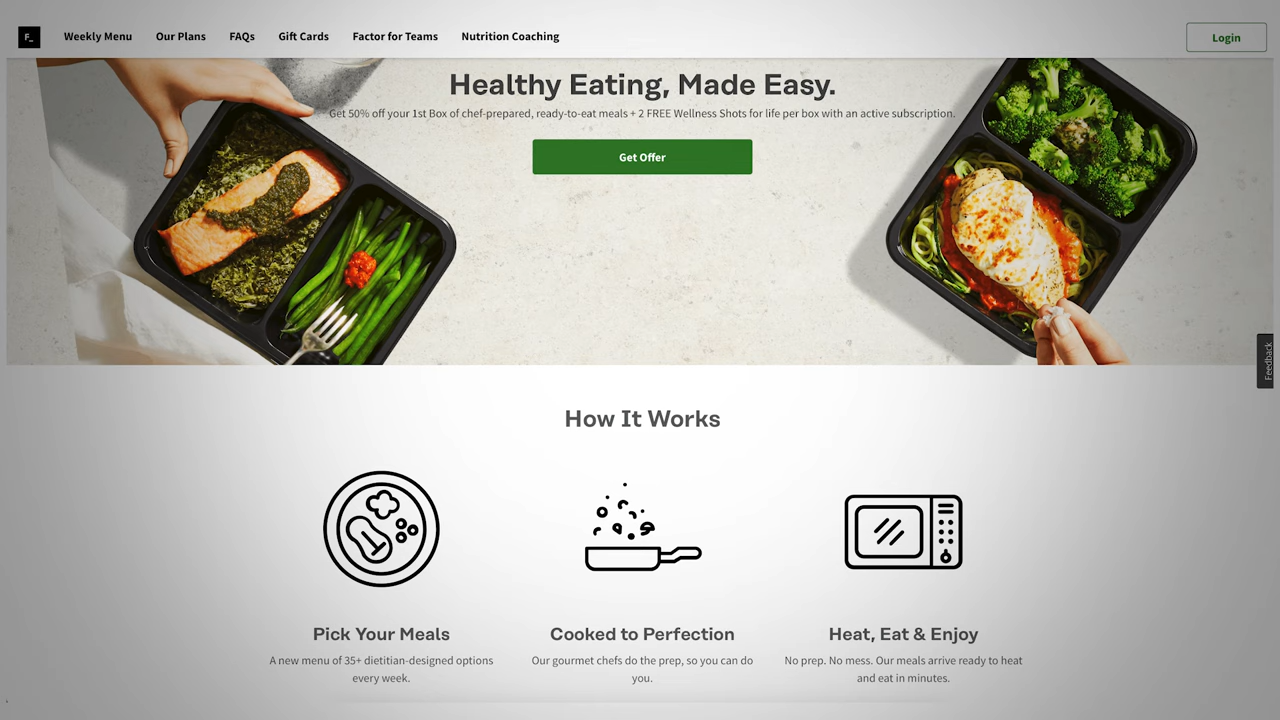 F_
Weekly Menu
Our Plans
FAQs
Gift Cards
Factor for Teams
Nutrition Coaching
Login
Healthy Eating, Made Easy.
Get 50% off your 1st Box of chef-prepared, ready-to-eat meals + 2 FREE Wellness Shots for life per box with an active subscription.
Get Offer
Feedback
How It Works
Pick Your Meals
A new menu of 35+ dietitian-designed options
every week.
Cooked to Perfection
Our gourmet chefs do the prep, so you can do
you.
Heat, Eat & Enjoy
No prep. No mess. Our meals arrive ready to heat
and eat in minutes.